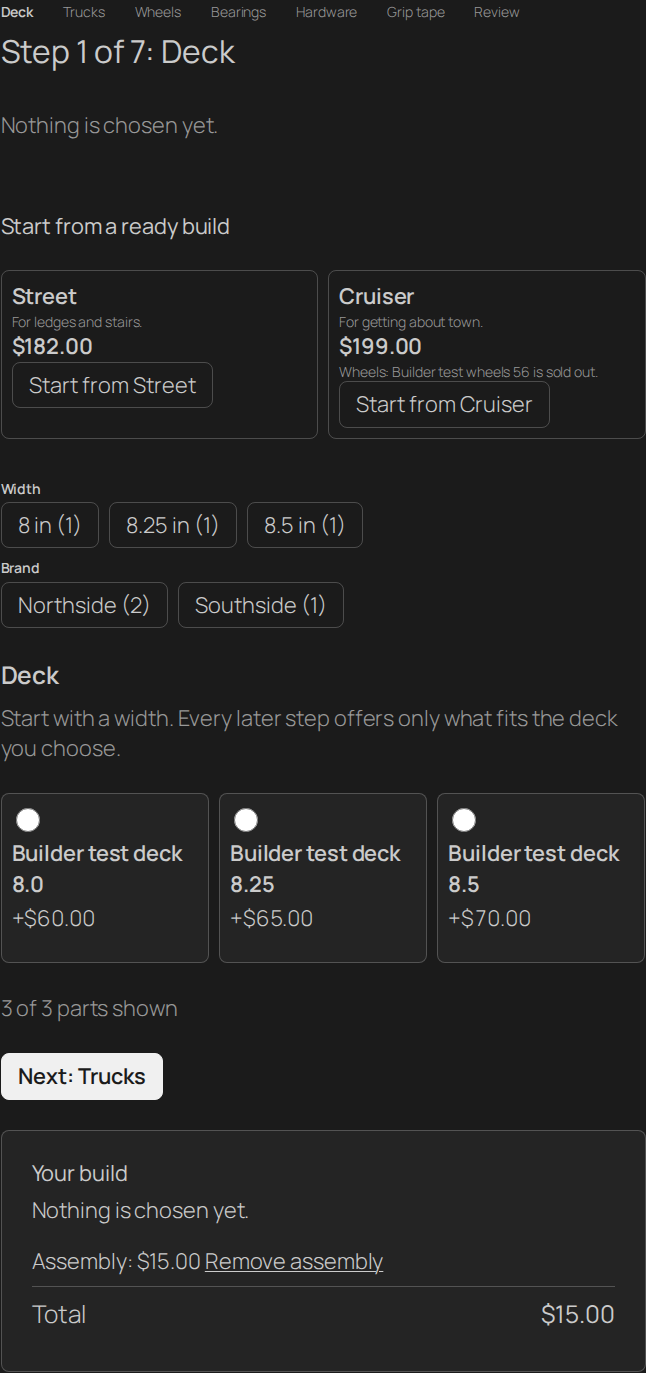 Deck Trucks Wheels Bearings Hardware Grip tape Review
Step 1 of 7: Deck
Nothing is chosen yet.
Start from a ready build
Street
For ledges and stairs.
$182.00
Start from Street
Cruiser
For getting about town.
$199.00
Wheels: Builder test wheels 56 is sold out.
Start from Cruiser
Width
8 in (1) 8.25 in (1) 8.5 in (1)
Brand
Northside (2) Southside (1)
Deck
Start with a width. Every later step offers only what fits the deck
you choose.
Builder test deck
8.0
+$60.00
Builder test deck
8.25
+$65.00
Builder test deck
8.5
+$70.00
3 of 3 parts shown
Next: Trucks
Your build
Nothing is chosen yet.
Assembly: $15.00 Remove assembly
Total $15.00